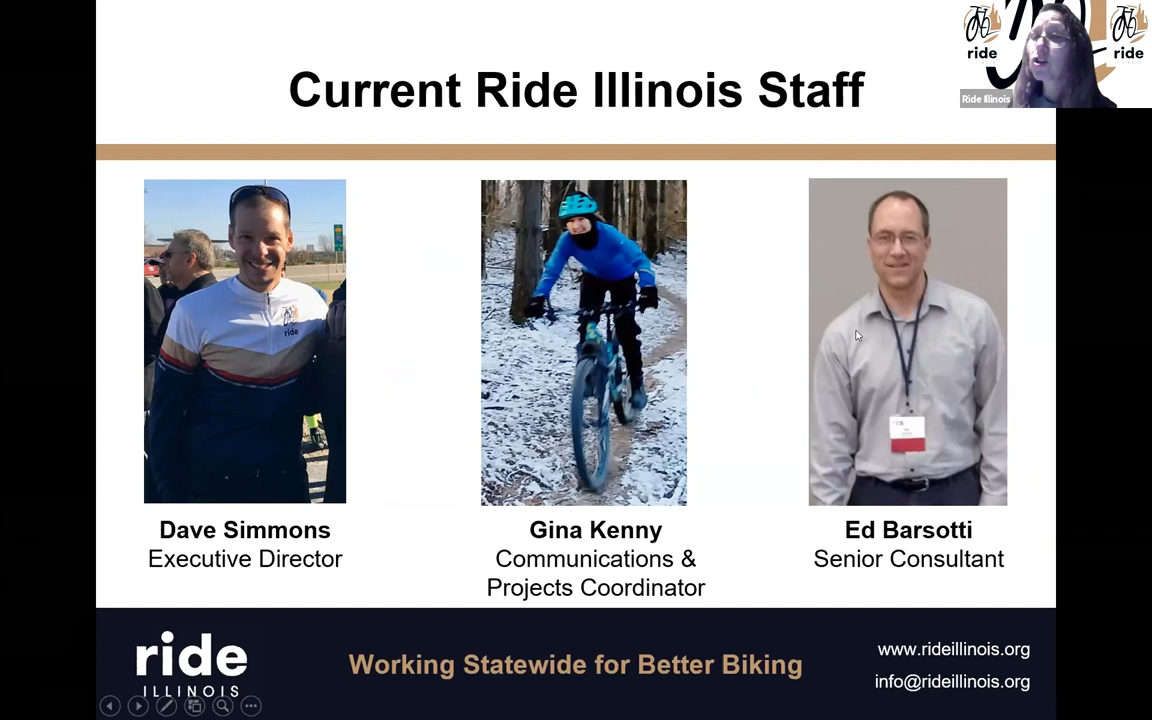 Current Ride Illinois Staff
ride
ride
Ride Illinois
ride
Dave Simmons
Executive Director
Gina Kenny
Communications &
Projects Coordinator
Ed Barsotti
Senior Consultant
ride
ILLINOIS
Working Statewide for Better Biking
www.rideillinois.org
info@rideillinois.org